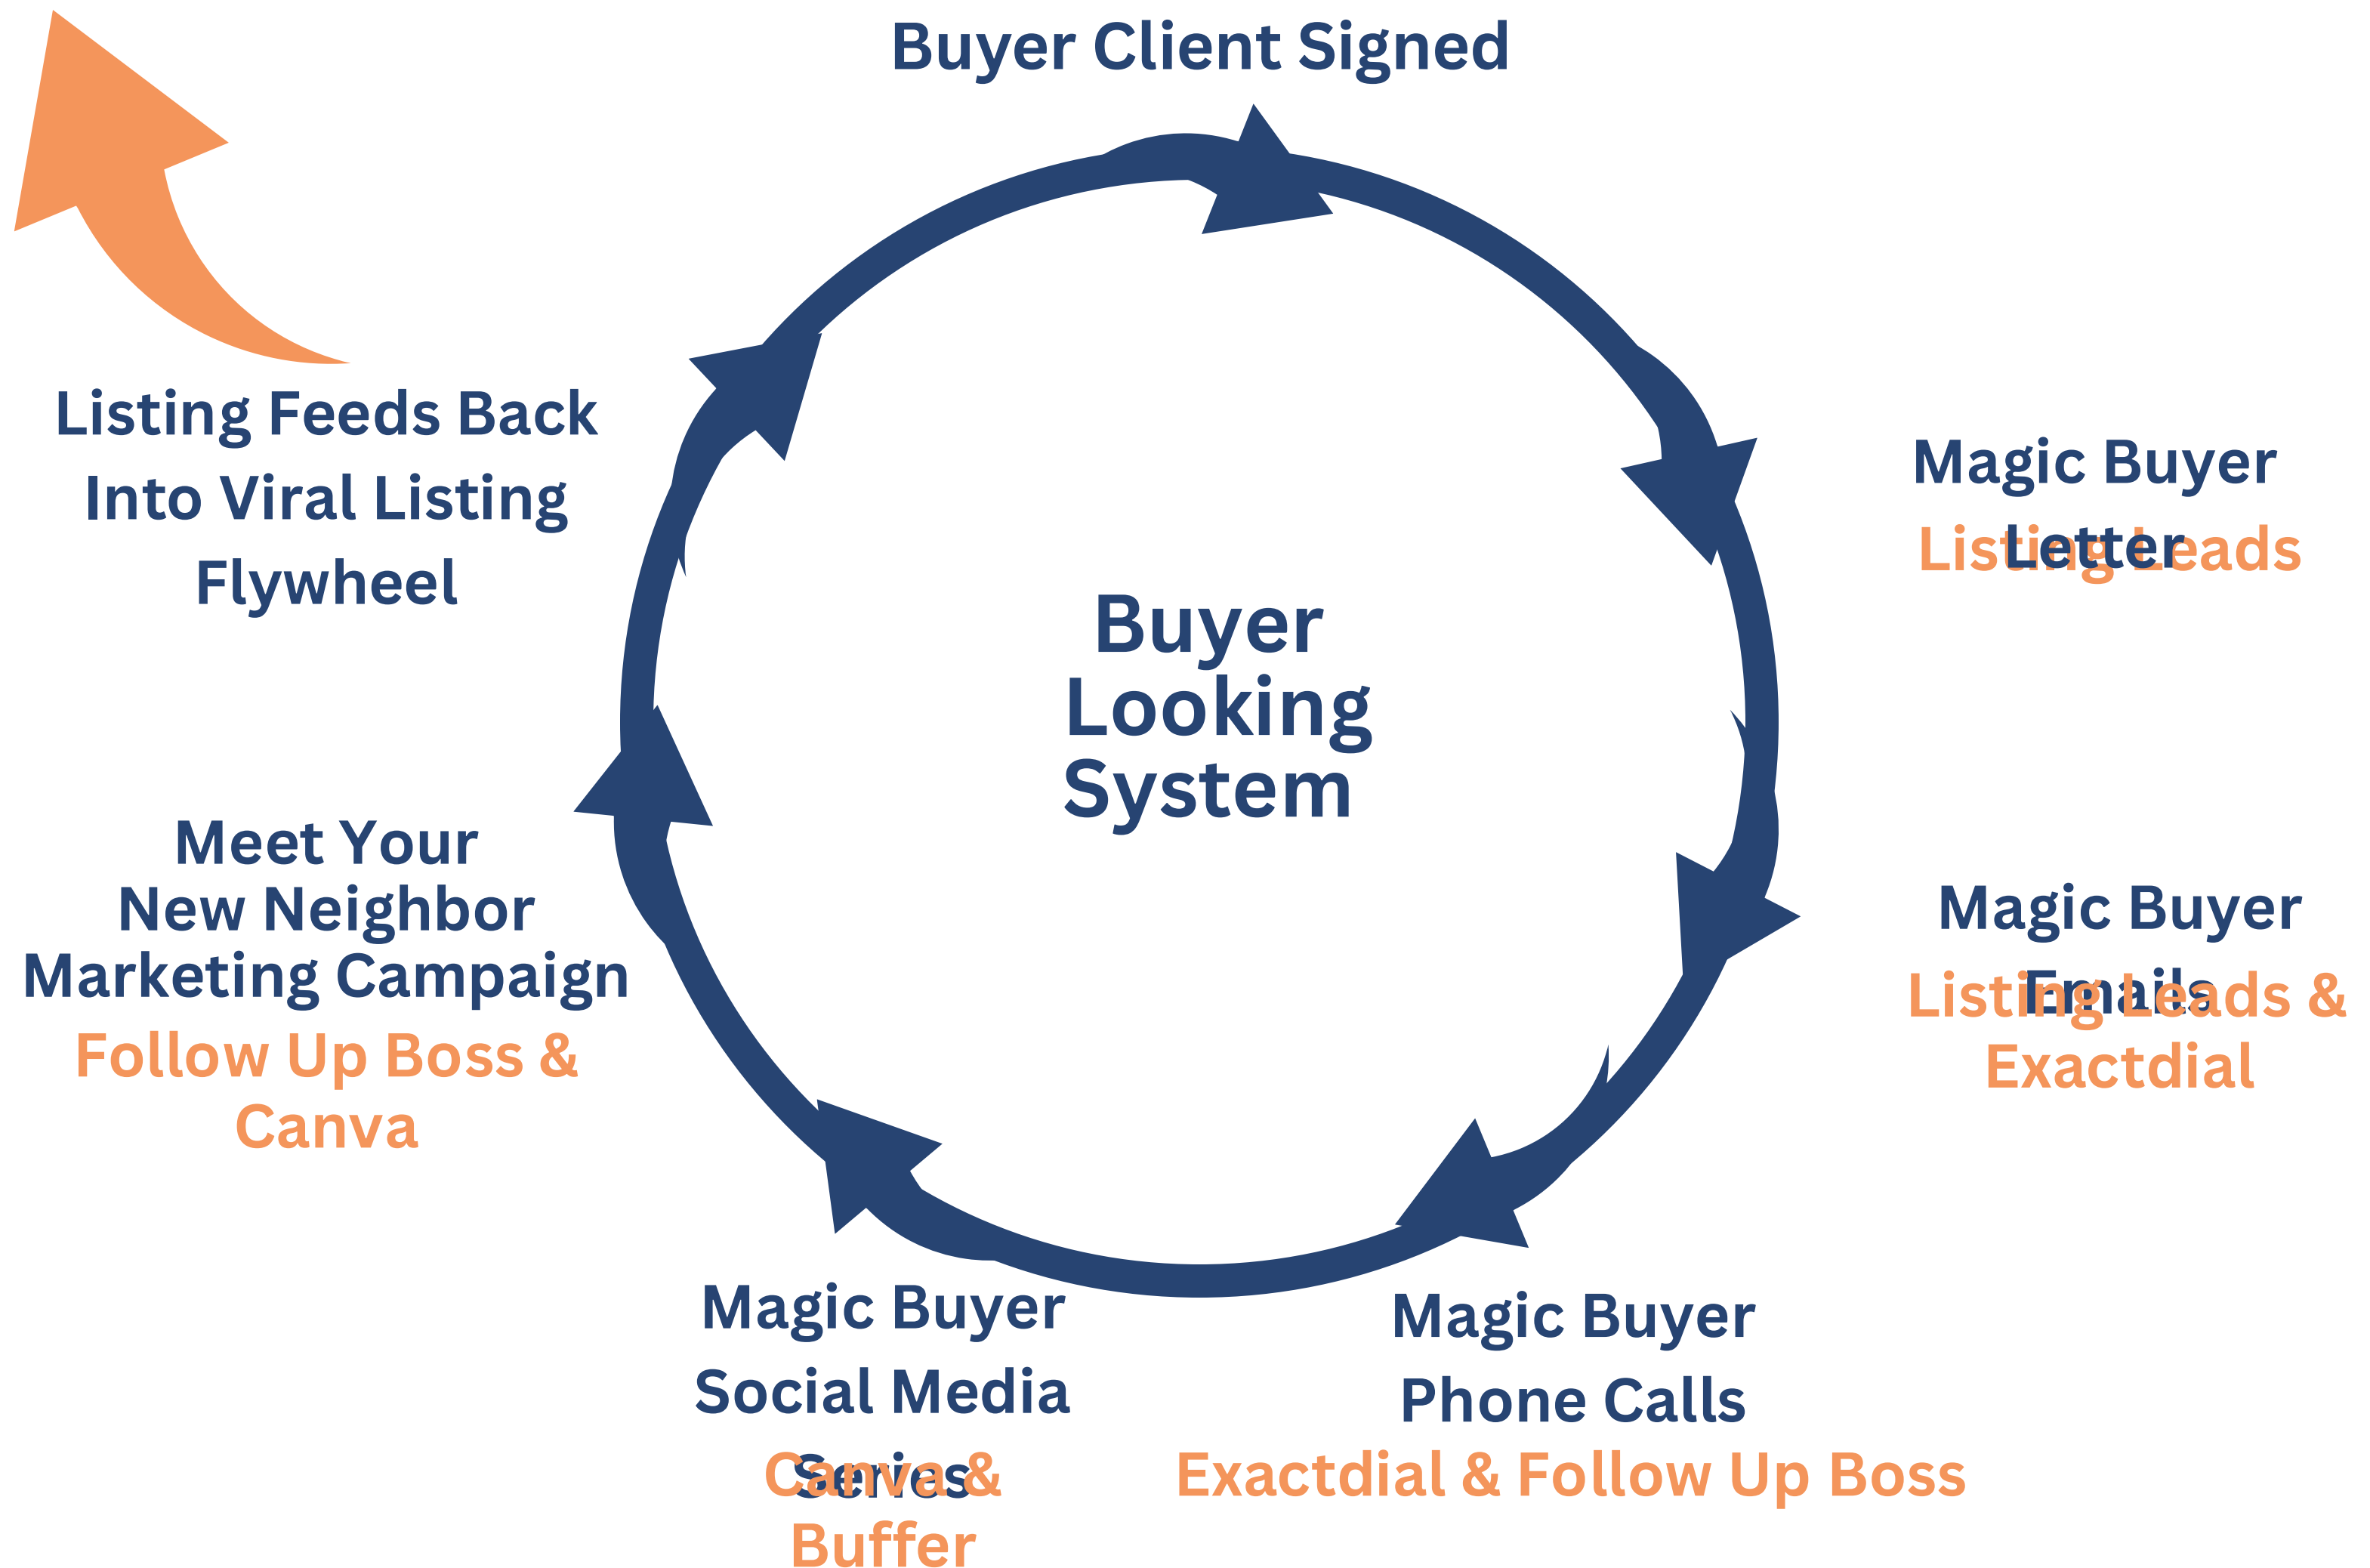 Buyer Client Signed
Magic Buyer
Letter
Listing Leads
Magic Buyer
Emails
Listing Leads &
Exactdial
Magic Buyer
Phone Calls
Exactdial & Follow Up Boss
Magic Buyer
Social Media
Series
Canva &
Buffer
Meet Your
New Neighbor
Marketing Campaign
Follow Up Boss &
Canva
Listing Feeds Back
Into Viral Listing
Flywheel
Buyer
Looking
System